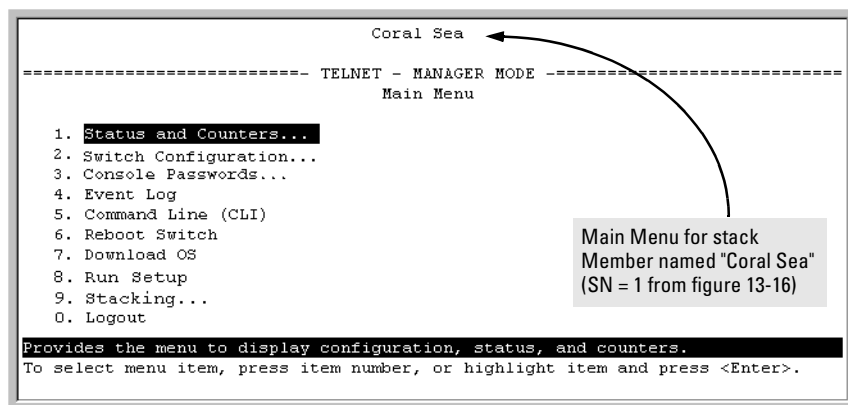 Coral Sea
===========================- TELNET - MANAGER MODE -============================
Main Menu
1. Status and Counters...
2. Switch Configuration...
3. Console Passwords...
4. Event Log
5. Command Line (CLI)
6. Reboot Switch
7. Download OS
8. Run Setup
9. Stacking...
0. Logout
Main Menu for stack
Member named "Coral Sea"
(SN = 1 from figure 13-16)
Provides the menu to display configuration, status, and counters.
To select menu item, press item number, or highlight item and press <Enter>.